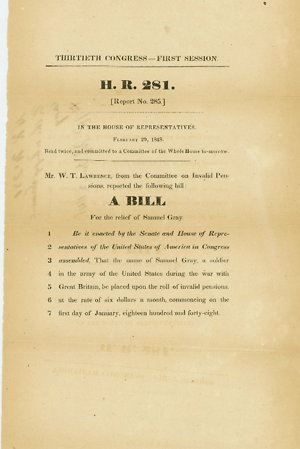 THIRTIETH CONGRESS—FIRST SESSION.
H. R. 281.
[Report No. 285.]
IN THE HOUSE OF REPRESENTATIVES.
FEBRUARY 29, 1848.
Read twice, and committed to a Committee of the Whole House to-morrow.
Mr. W. T. LAWRENCE, from the Committee on Invalid Pen-
sions, reported the following bill:
A BILL
For the relief of Samuel Gray.
1 Be it enacted by the Senate and House of Repre-
2 sentatives of the United States of America in Congress
3 assembled, That the name of Samuel Gray, a soldier
4 in the army of the United States during the war with
5 Great Britain, be placed upon the roll of invalid pensions,
6 at the rate of six dollars a month, commencing on the
7 first day of January, eighteen hundred and forty-eight.